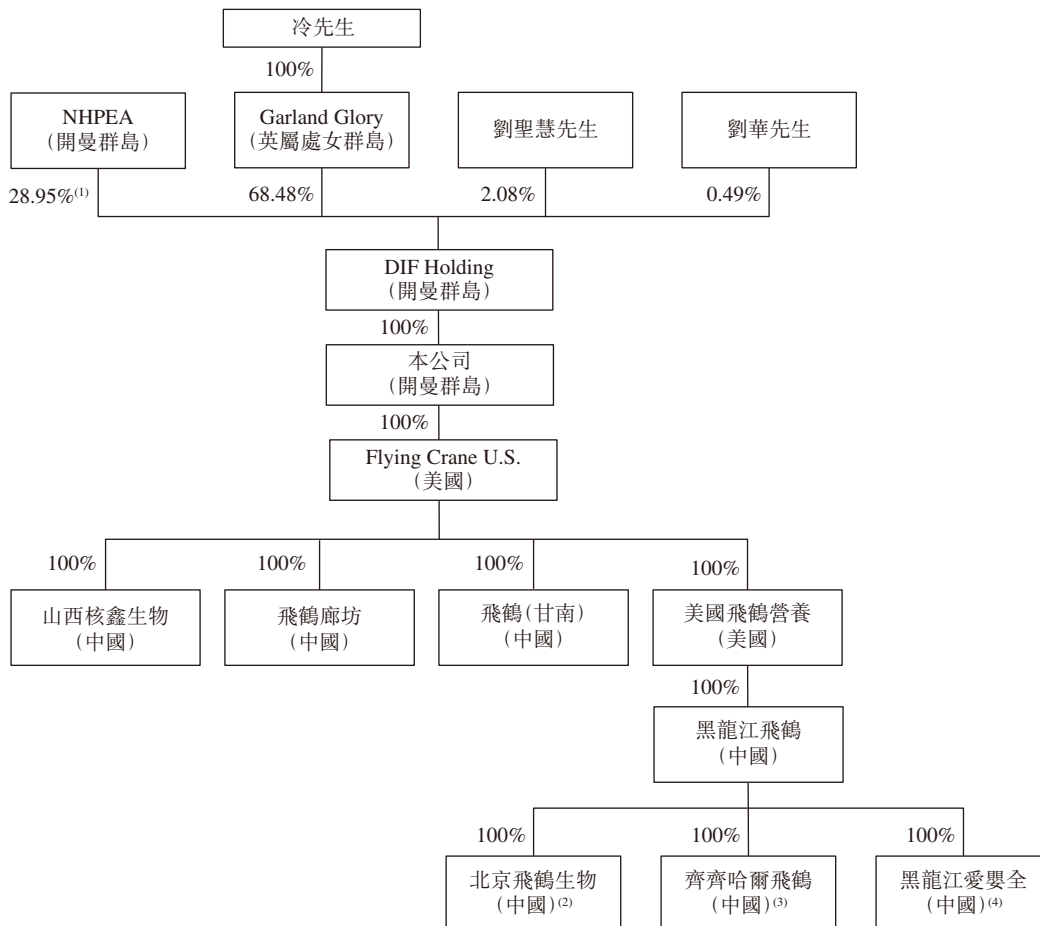 冷先生
100%
NHPEA
(開曼群島)
Garland Glory
(英屬處女群島)
劉聖慧先生
劉華先生
28.95%(1)
68.48%
2.08%
0.49%
DIF Holding
(開曼群島)
100%
本公司
(開曼群島)
100%
Flying Crane U.S.
(美國)
100%
100%
100%
100%
山西核鑫生物
(中國)
飛鶴廊坊
(中國)
飛鶴(甘南)
(中國)
美國飛鶴營養
(美國)
100%
黑龍江飛鶴
(中國)
100%
100%
100%
北京飛鶴生物
(中國)(2)
齊齊哈爾飛鶴
(中國)(3)
黑龍江愛嬰全
(中國)(4)